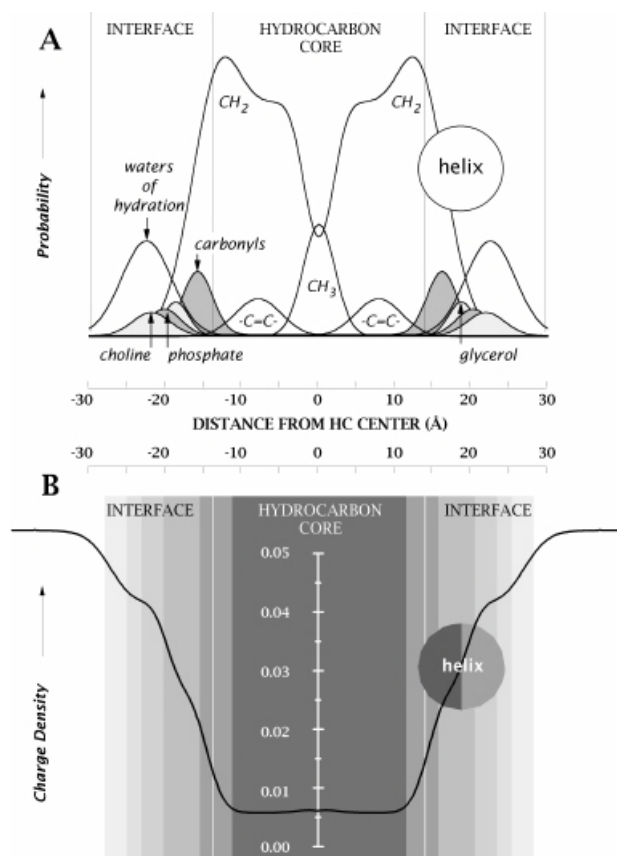 A
INTERFACE HYDROCARBON CORE INTERFACE
CH2 CH2
helix
waters of hydration
carbonyls
CH3
-C=C- -C=C-
choline phosphate glycerol
Probability
-30 -20 -10 0 10 20 30
DISTANCE FROM HC CENTER (Å)
-30 -20 -10 0 10 20 30
B
INTERFACE HYDROCARBON CORE INTERFACE
0.05
0.04
0.03
helix
0.02
0.01
0.00
Charge Density